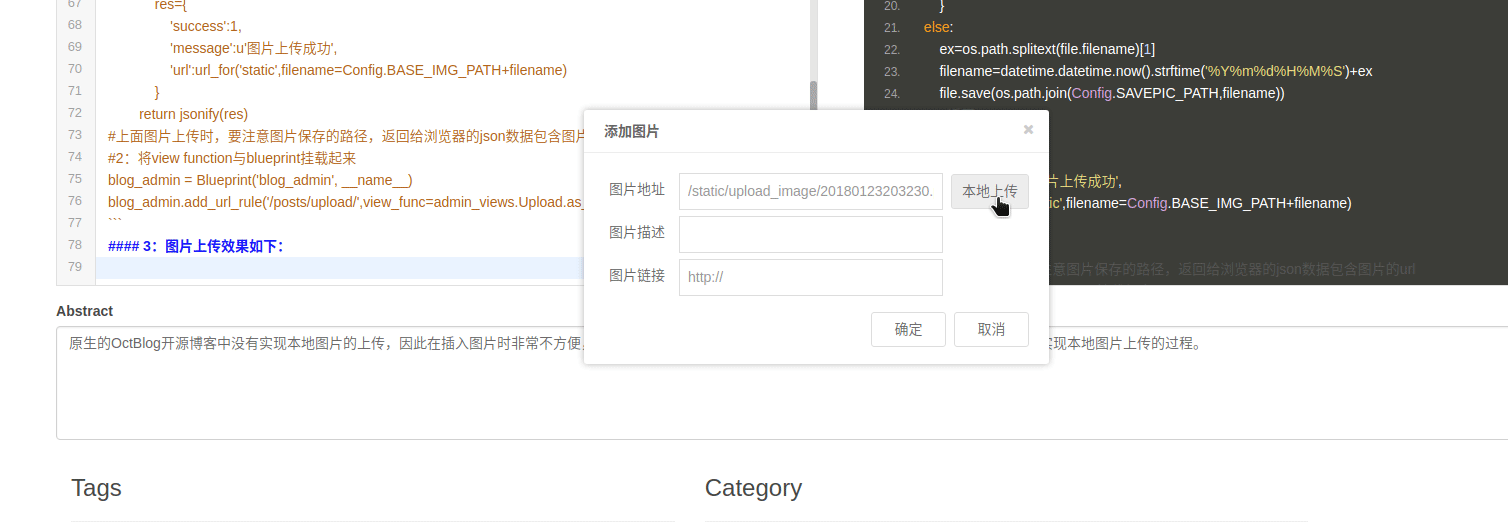 67 res={
68 'success':1,
69 'message':u'图片上传成功',
70 'url':url_for('static',filename=Config.BASE_IMG_PATH+filename)
71 }
72 return jsonify(res)
73 #上面图片上传时，要注意图片保存的路径，返回给浏览器的json数据包含图片
74 #2：将view function与blueprint挂载起来
75 blog_admin = Blueprint('blog_admin', __name__)
76 blog_admin.add_url_rule('/posts/upload/',view_func=admin_views.Upload.as_
77 ```
78 #### 3：图片上传效果如下：
79
20. }
21. else:
22. ex=os.path.splitext(file.filename)[1]
23. filename=datetime.datetime.now().strftime('%Y%m%d%H%M%S')+ex
24. file.save(os.path.join(Config.SAVEPIC_PATH,filename))
片上传成功',
ic',filename=Config.BASE_IMG_PATH+filename)
意图片保存的路径，返回给浏览器的json数据包含图片的url
添加图片
×
图片地址 /static/upload_image/20180123203230. 本地上传
图片描述
图片链接 http://
确定 取消
Abstract
原生的OctBlog开源博客中没有实现本地图片的上传，因此在插入图片时非常不方便
实现本地图片上传的过程。
Tags
Category